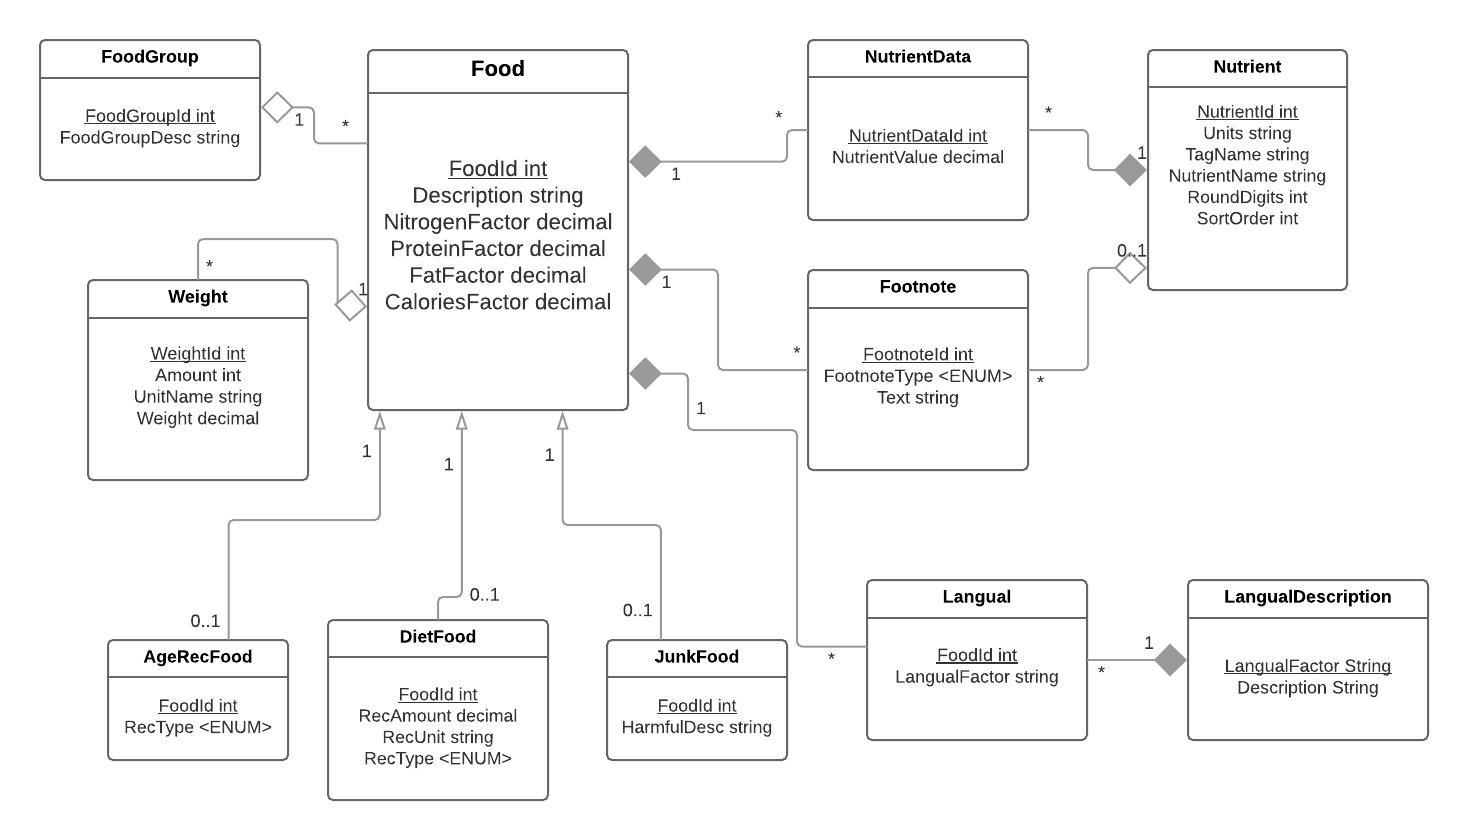 FoodGroup
FoodGroupId int
FoodGroupDesc string
1
*
Food
FoodId int
Description string
NitrogenFactor decimal
ProteinFactor decimal
FatFactor decimal
CaloriesFactor decimal
*
1
NutrientData
NutrientDataId int
NutrientValue decimal
*
1
Nutrient
NutrientId int
Units string
TagName string
NutrientName string
RoundDigits int
SortOrder int
0..1
*
1
Weight
WeightId int
Amount int
UnitName string
Weight decimal
1
*
Footnote
FootnoteId int
FootnoteType <ENUM>
Text string
*
1
1
1
1
0..1
0..1
0..1
AgeRecFood
FoodId int
RecType <ENUM>
DietFood
FoodId int
RecAmount decimal
RecUnit string
RecType <ENUM>
JunkFood
FoodId int
HarmfulDesc string
*
Langual
FoodId int
LangualFactor string
*
1
LangualDescription
LangualFactor String
Description String